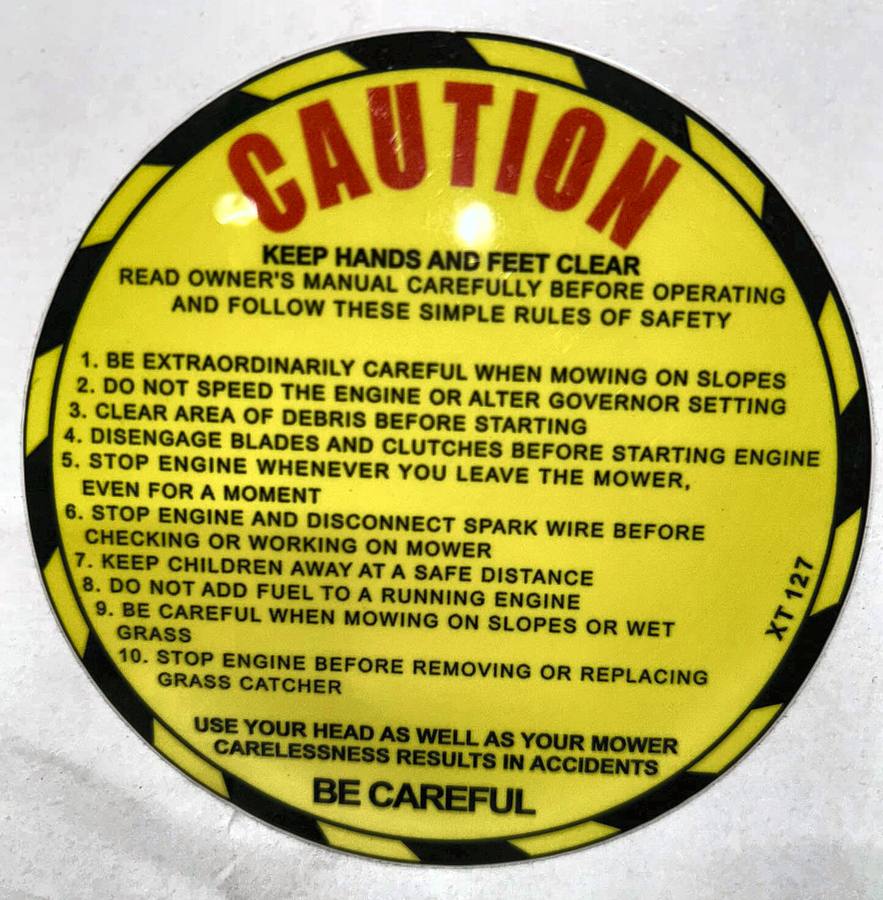 CAUTION
KEEP HANDS AND FEET CLEAR
READ OWNER'S MANUAL CAREFULLY BEFORE OPERATING
AND FOLLOW THESE SIMPLE RULES OF SAFETY
1. BE EXTRAORDINARILY CAREFUL WHEN MOWING ON SLOPES
2. DO NOT SPEED THE ENGINE OR ALTER GOVERNOR SETTING
3. CLEAR AREA OF DEBRIS BEFORE STARTING
4. DISENGAGE BLADES AND CLUTCHES BEFORE STARTING ENGINE
5. STOP ENGINE WHENEVER YOU LEAVE THE MOWER,
EVEN FOR A MOMENT
6. STOP ENGINE AND DISCONNECT SPARK WIRE BEFORE
CHECKING OR WORKING ON MOWER
7. KEEP CHILDREN AWAY AT A SAFE DISTANCE
8. DO NOT ADD FUEL TO A RUNNING ENGINE
9. BE CAREFUL WHEN MOWING ON SLOPES OR WET
GRASS
10. STOP ENGINE BEFORE REMOVING OR REPLACING
GRASS CATCHER
XT 127
USE YOUR HEAD AS WELL AS YOUR MOWER
CARELESSNESS RESULTS IN ACCIDENTS
BE CAREFUL